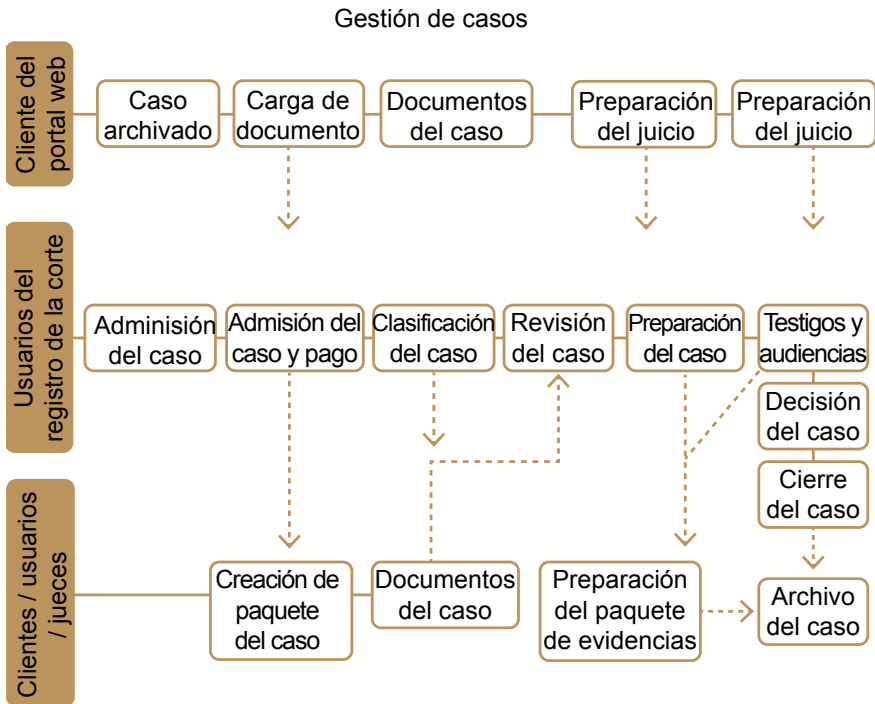 Gestión de casos
Cliente del
portal web
Caso
archivado
Carga de
documento
Documentos
del caso
Preparación
del juicio
Preparación
del juicio
Usuarios del
registro de la corte
Adminisión
del caso
Admisión del
caso y pago
Clasificación
del caso
Revisión
del caso
Preparación
del caso
Testigos y
audiencias
Decisión
del caso
Cierre
del caso
Clientes / usuarios
/ jueces
Creación de
paquete
del caso
Documentos
del caso
Preparación
del paquete
de evidencias
Archivo
del caso